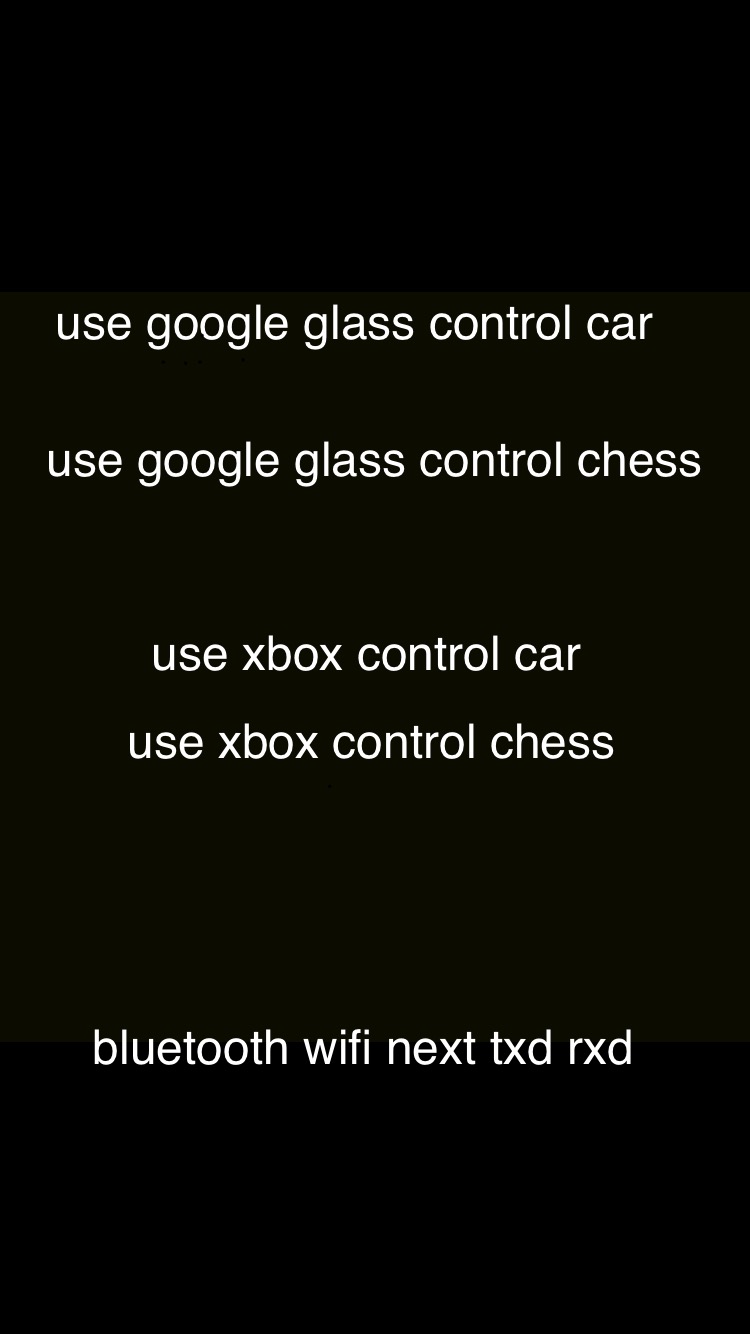 use google glass control car
use google glass control chess
use xbox control car
use xbox control chess
bluetooth wifi next txd rxd